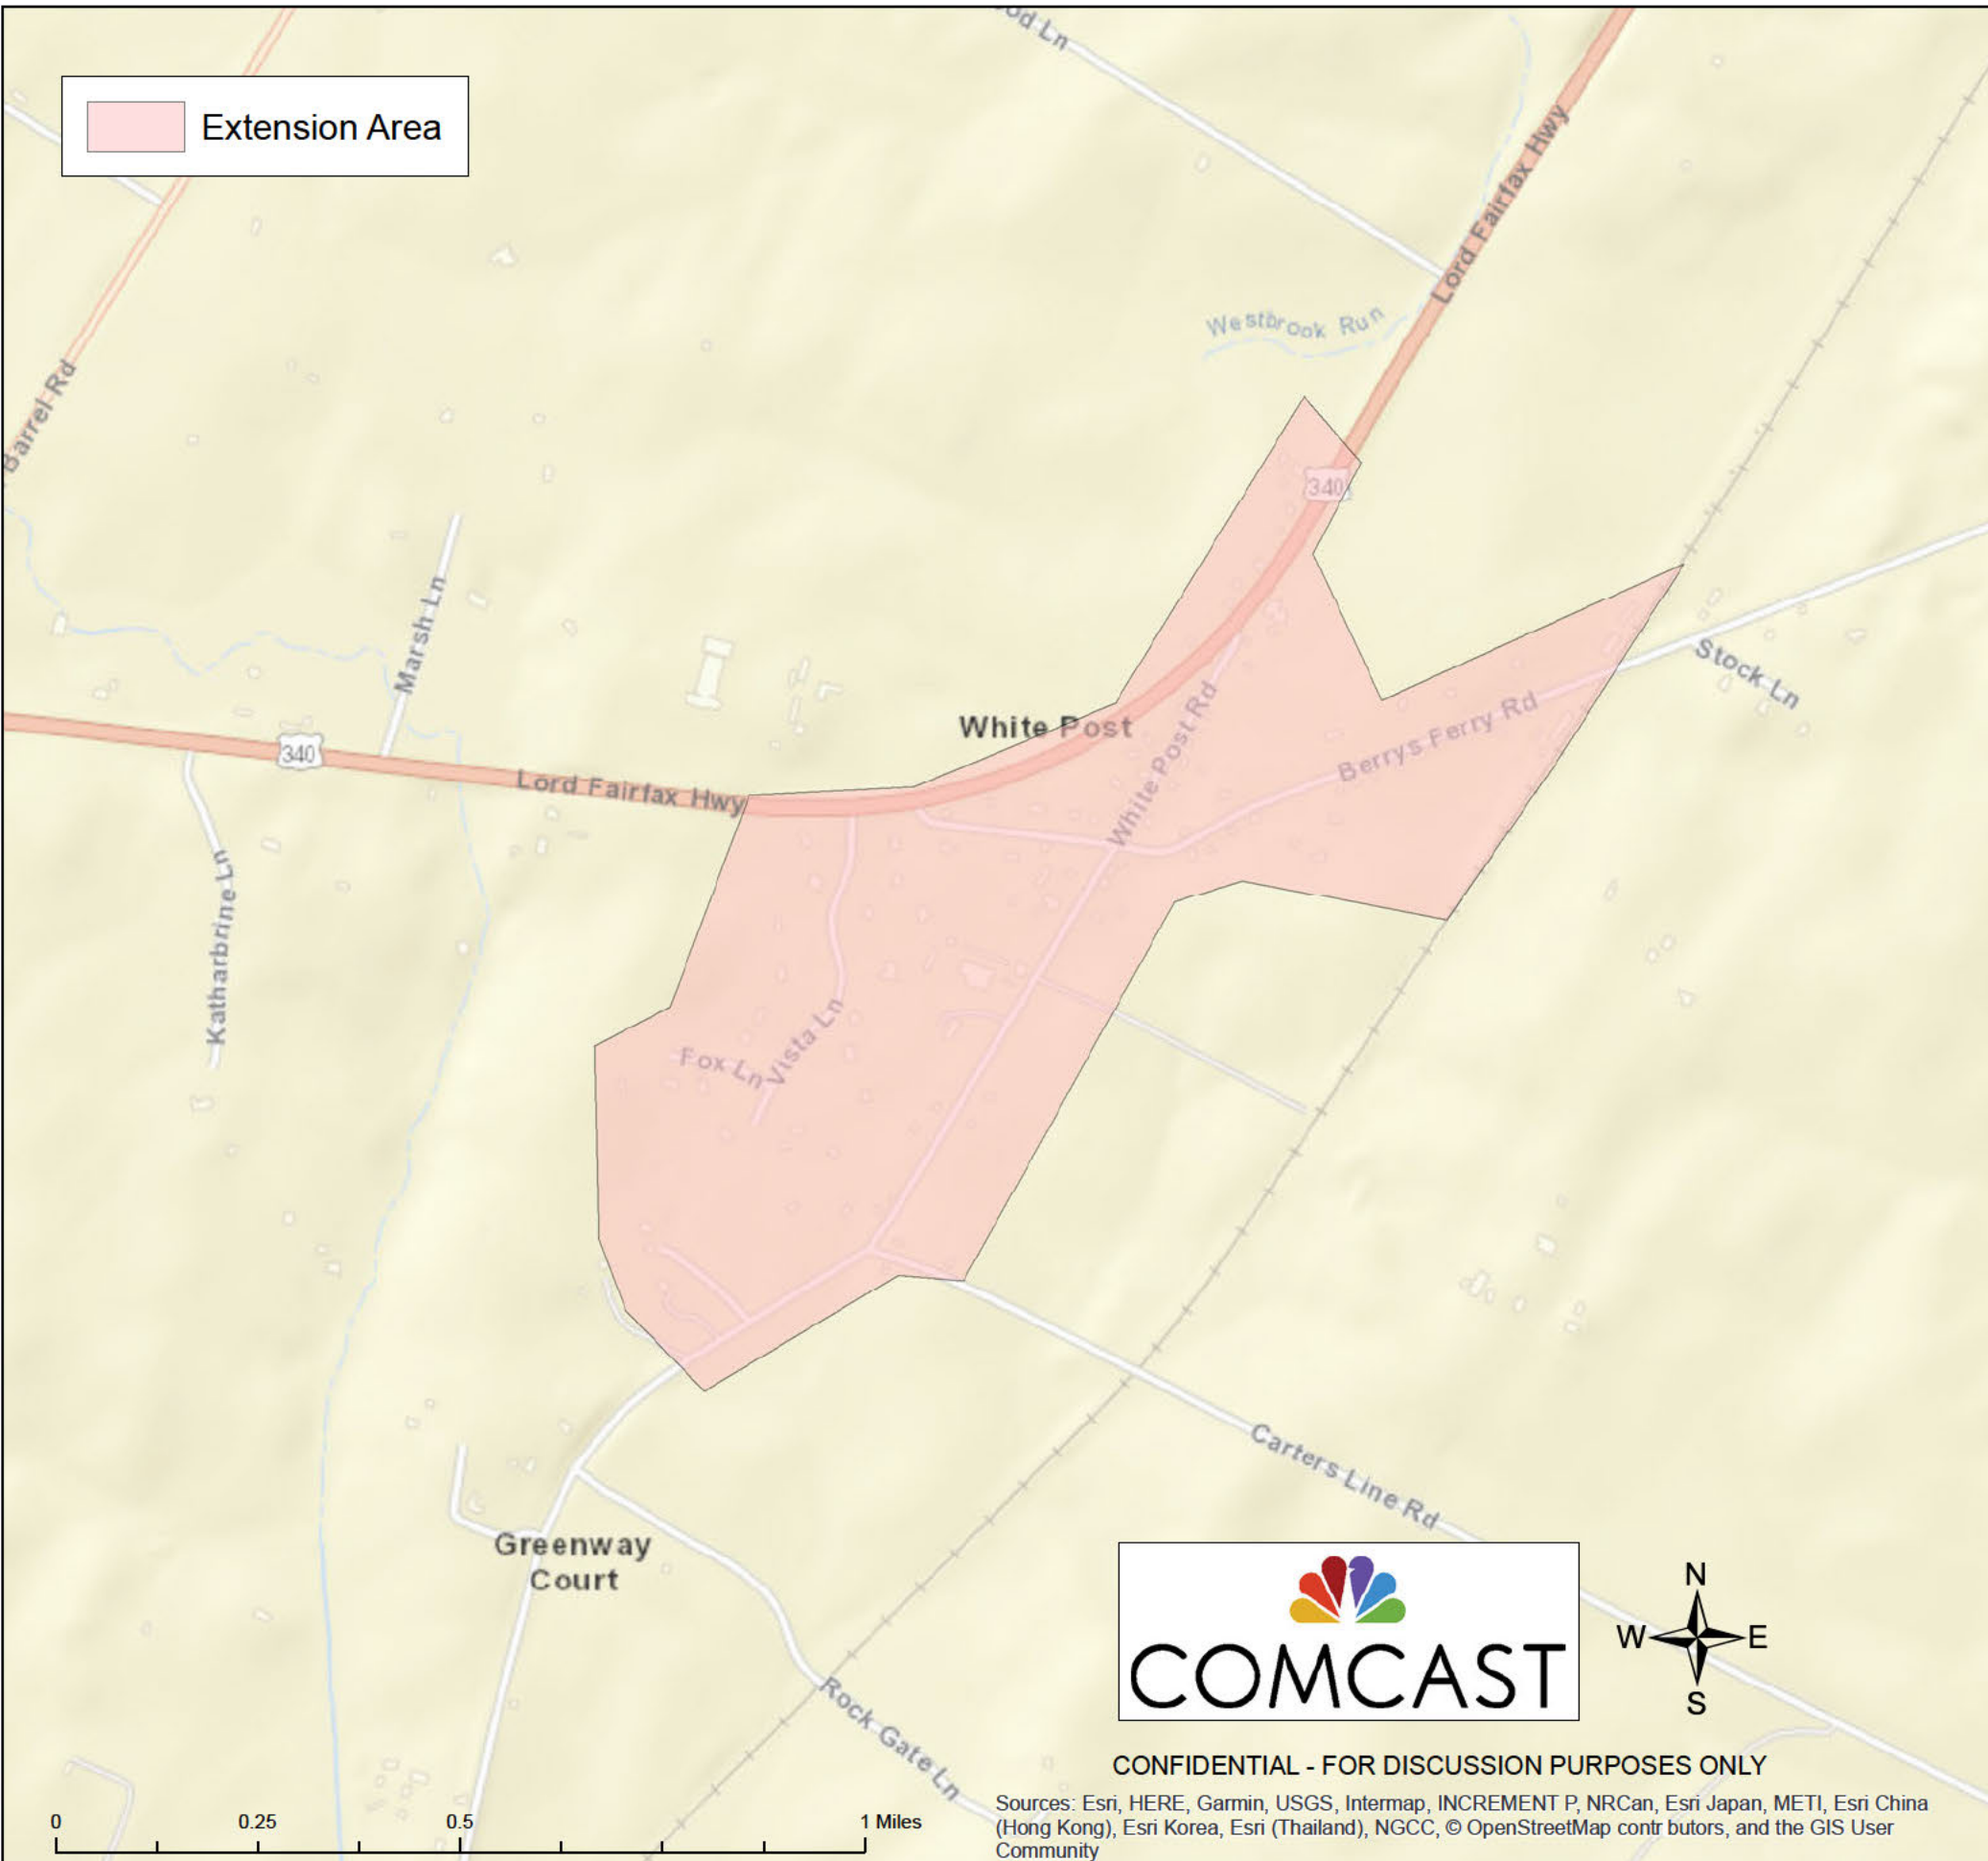 od Ln
Extension Area
Lord Fairfax Hwy
Westbrook Run
Barrel Rd
340
Marsh Ln
Stock Ln
White Post
White Post Rd
Berrys Ferry Rd
340
Lord Fairfax Hwy
Katharbrine Ln
Vista Ln
Fox Ln
Carters Line Rd
Greenway
Court
COMCAST
N
W E
S
Rock Gate Ln
CONFIDENTIAL - FOR DISCUSSION PURPOSES ONLY
0 0.25 0.5 1 Miles
Sources: Esri, HERE, Garmin, USGS, Intermap, INCREMENT P, NRCan, Esri Japan, METI, Esri China
(Hong Kong), Esri Korea, Esri (Thailand), NGCC, © OpenStreetMap contr butors, and the GIS User
Community